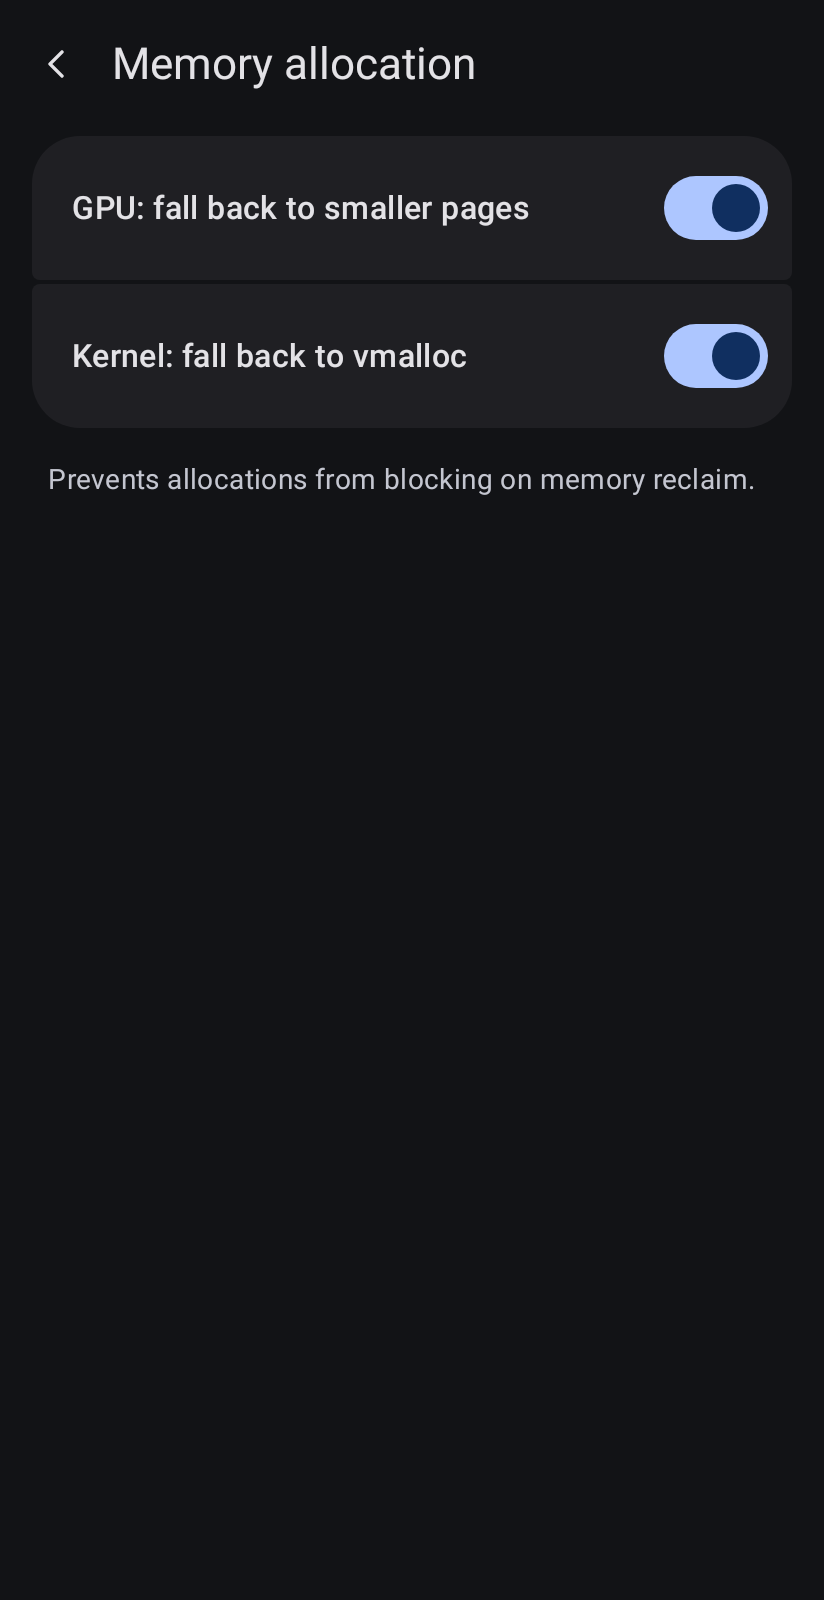 Memory allocation
GPU: fall back to smaller pages
Kernel: fall back to vmalloc
Prevents allocations from blocking on memory reclaim.